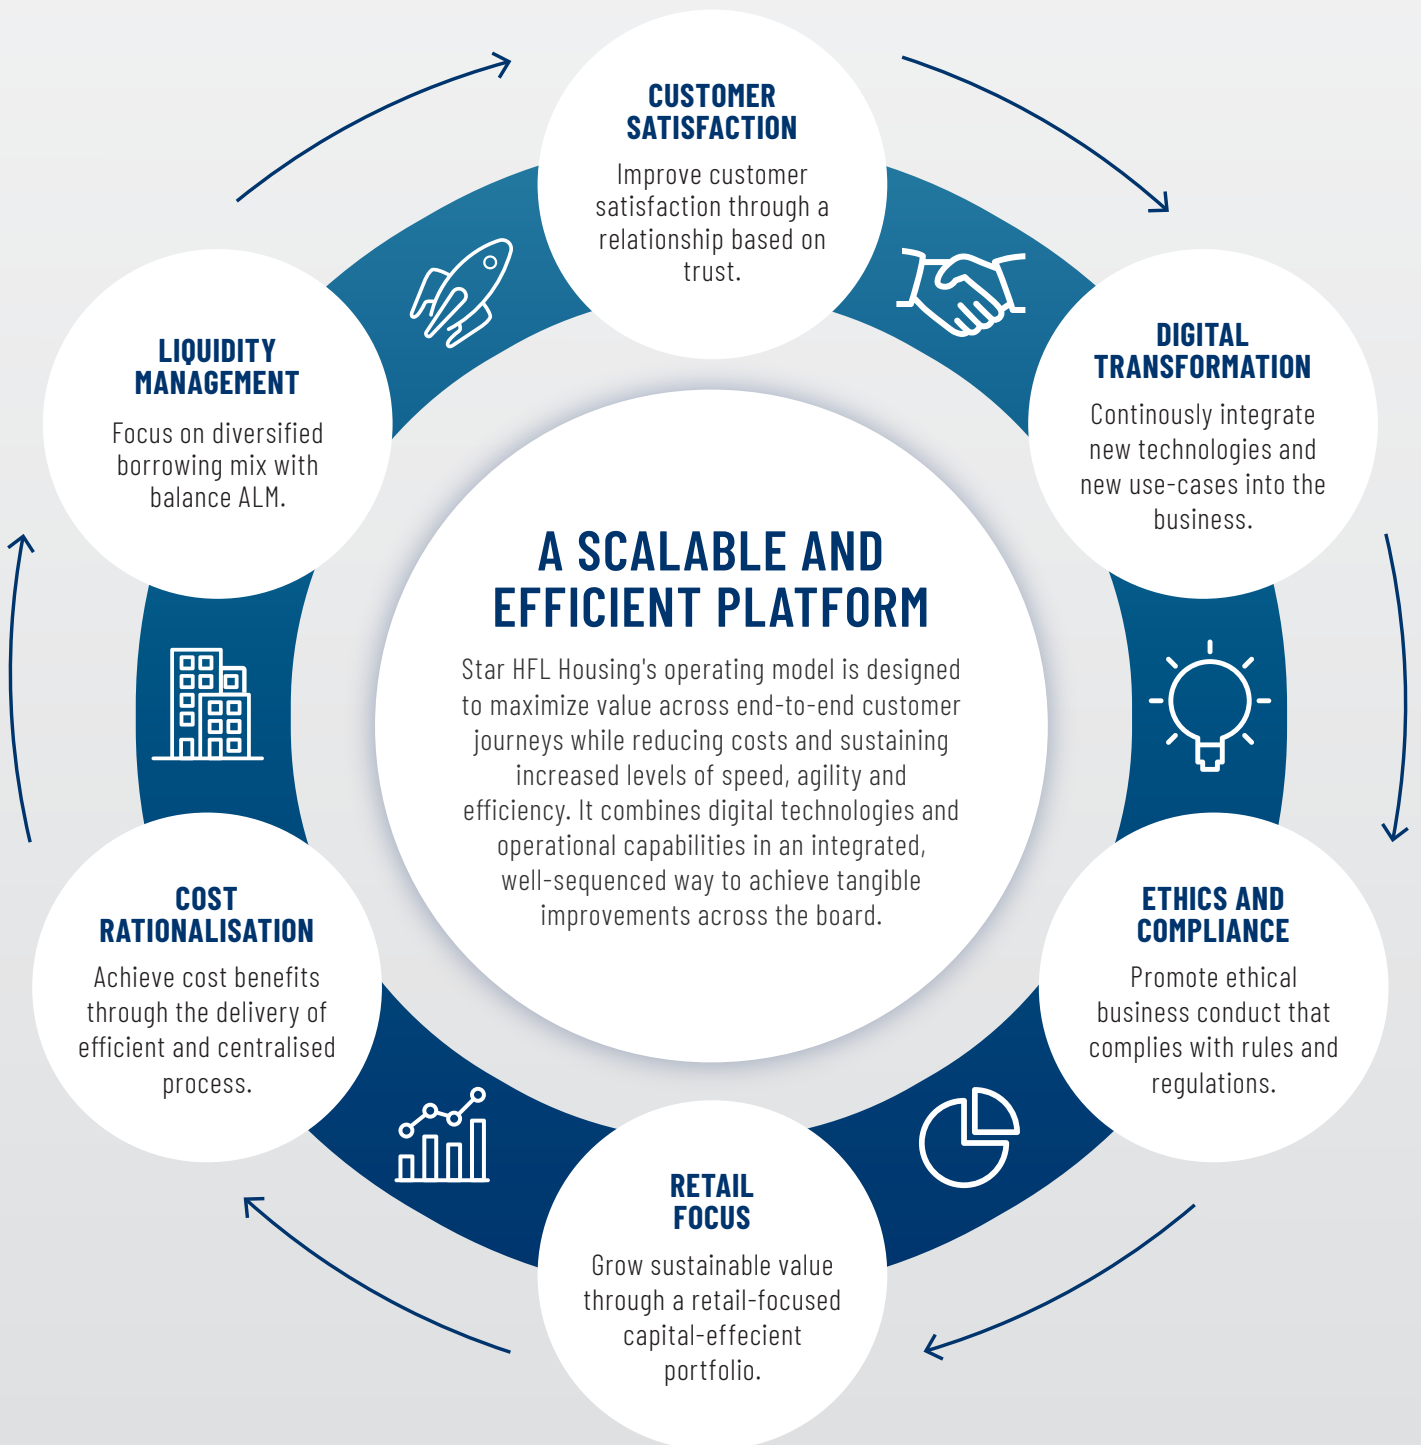 CUSTOMER
SATISFACTION
Improve customer
satisfaction through a
relationship based on
trust.
DIGITAL
TRANSFORMATION
Continously integrate
new technologies and
new use-cases into the
business.
LIQUIDITY
MANAGEMENT
Focus on diversified
borrowing mix with
balance ALM.
A SCALABLE AND
EFFICIENT PLATFORM
Star HFL Housing's operating model is designed
to maximize value across end-to-end customer
journeys while reducing costs and sustaining
increased levels of speed, agility and
efficiency. It combines digital technologies and
operational capabilities in an integrated,
well-sequenced way to achieve tangible
improvements across the board.
COST
RATIONALISATION
Achieve cost benefits
through the delivery of
efficient and centralised
process.
ETHICS AND
COMPLIANCE
Promote ethical
business conduct that
complies with rules and
regulations.
RETAIL
FOCUS
Grow sustainable value
through a retail-focused
capital-effecient
portfolio.